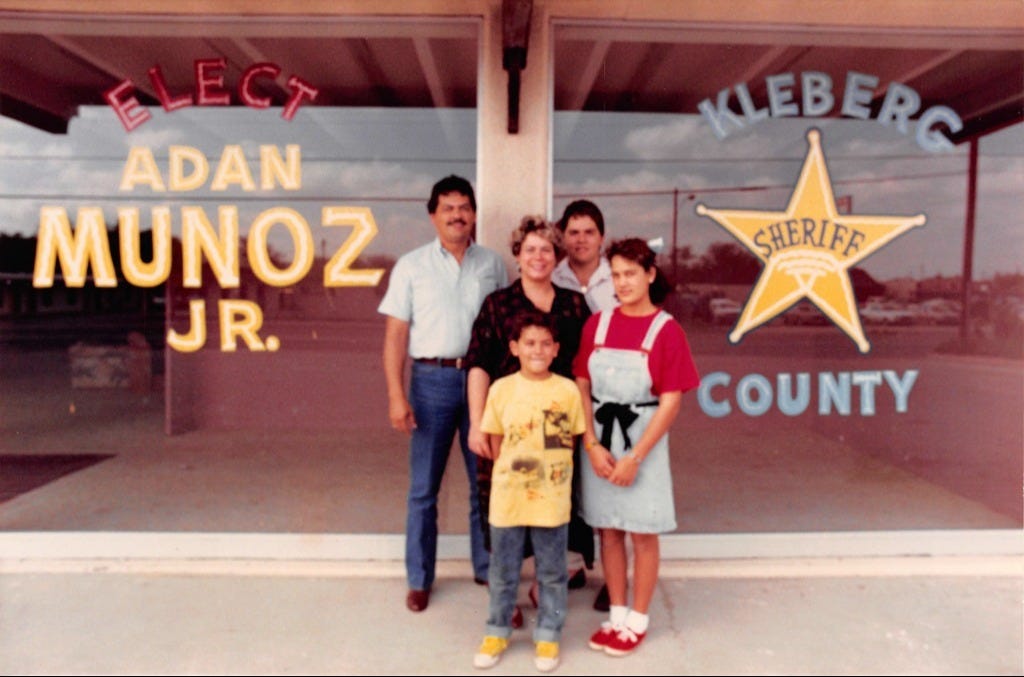 ELECT
ADAN
MUNOZ
JR.
KLEBERG
SHERIFF
COUNTY